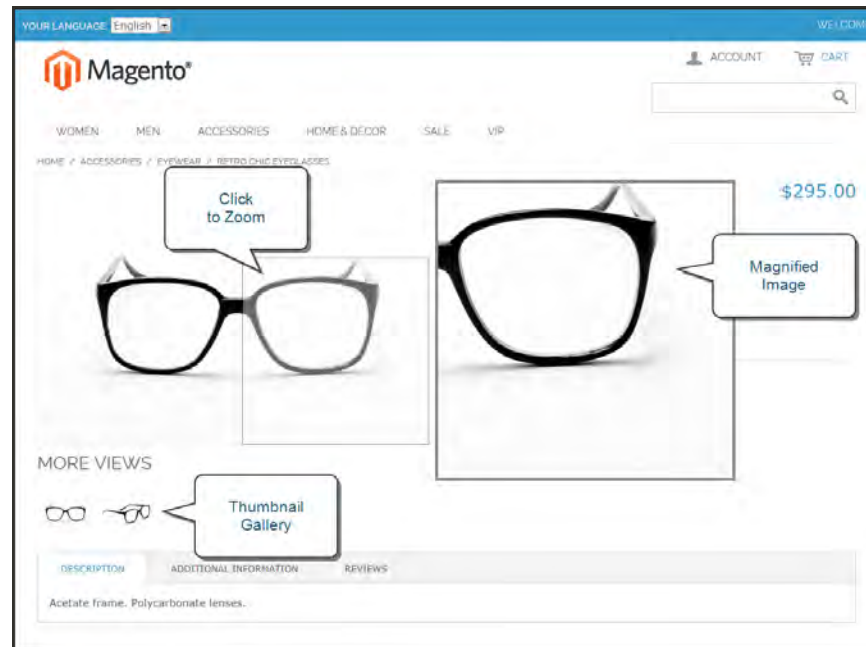 YOUR LANGUAGE: English
WELCOM
Magento®
ACCOUNT
CART
WOMEN MEN ACCESSORIES HOME & DECOR SALE VIP
HOME / ACCESSORIES / EYEWEAR / RETRO CHIC EYEGLASSES
Click
to Zoom
$295.00
Magnified
Image
MORE VIEWS
Thumbnail
Gallery
DESCRIPTION ADDITIONAL INFORMATION REVIEWS
Acetate frame. Polycarbonate lenses.